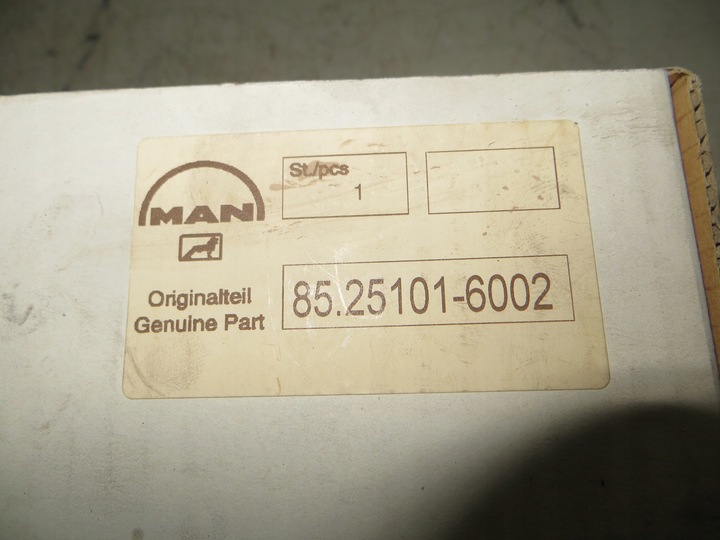 MAN
St./pcs
1
Originalteil
Genuine Part
85.25101-6002